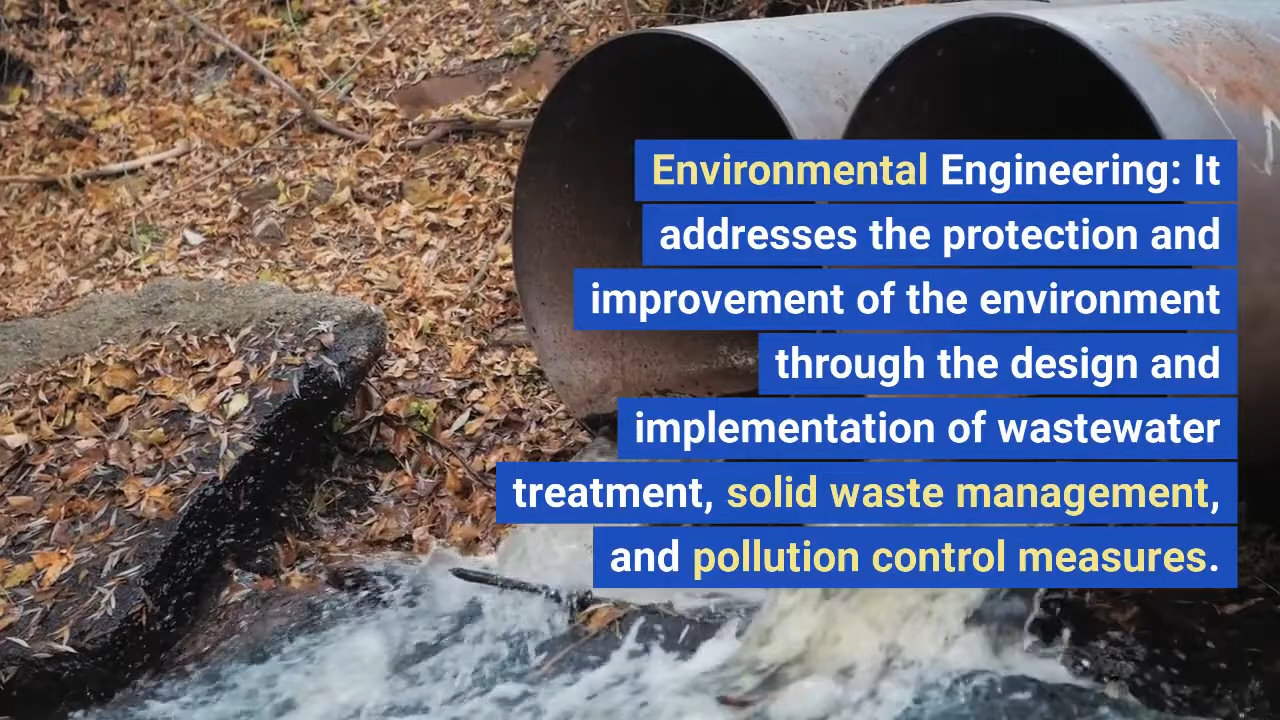 Environmental Engineering: It
addresses the protection and
improvement of the environment
through the design and
implementation of wastewater
treatment, solid waste management,
and pollution control measures.